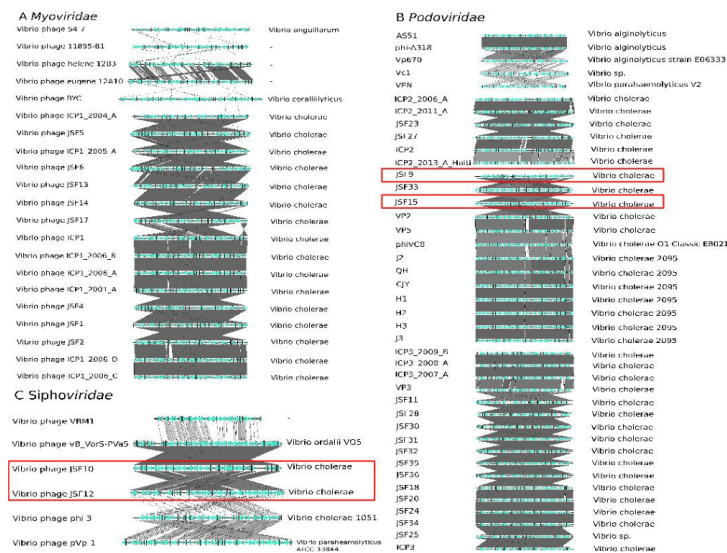 A Myoviridae
Vibrio phage S4-7 Vibrio anguillarum
Vibrio phage 11895-B1 -
Vibrio phage helene 12B3 -
Vibrio phage eugene 12A10 -
Vibrio phage RYC Vibrio coralliilyticus
Vibrio phage ICP1_2004_A Vibrio cholerae
Vibrio phage JSF5 Vibrio cholerae
Vibrio phage ICP1_2005_A Vibrio cholerae
Vibrio phage JSF6 Vibrio cholerae
Vibrio phage JSF13 Vibrio cholerae
Vibrio phage JSF14 Vibrio cholerae
Vibrio phage JSF17 Vibrio cholerae
Vibrio phage ICP1 Vibrio cholerae
Vibrio phage ICP1_2006_B Vibrio cholerae
Vibrio phage ICP1_2006_A Vibrio cholerae
Vibrio phage ICP1_2001_A Vibrio cholerae
Vibrio phage JSF4 Vibrio cholerae
Vibrio phage JSF1 Vibrio cholerae
Vibrio phage JSF2 Vibrio cholerae
Vibrio phage ICP1_2006_D Vibrio cholerae
Vibrio phage ICP1_2006_C Vibrio cholerae
C Siphoviridae
Vibrio phage VRM1 -
Vibrio phage vB_VorS-PVa5 Vibrio ordalii VO5
Vibrio phage JSF10 Vibrio cholerae
Vibrio phage JSF12 Vibrio cholerae
Vibrio phage phi 3 Vibrio cholerae 1051
Vibrio phage pVp 1 Vibrio paraheamolyticus
ATCC 33844
B Podoviridae
AS51 Vibrio alginolyticus
phi-A318 Vibrio alginolyticus
Vp670 Vibrio alginolyticus strain E06333
Vc1 Vibrio sp.
VEN Vibrio parahaemolyticus V2
ICP2_2006_A Vibrio cholerae
ICP2_2011_A Vibrio cholerae
JSF23 Vibrio cholerae
JSF27 Vibrio cholerae
ICP2 Vibrio cholerae
ICP2_2013_A_Haiti Vibrio cholerae
JSF9 Vibrio cholerae
JSF33 Vibrio cholerae
JSF15 Vibrio cholerae
VP2 Vibrio cholerae
VP5 Vibrio cholerae
phiVC8 Vibrio cholerae O1 Classic E8021
J2 Vibrio cholerae 2095
QH Vibrio cholerae 2095
CJY Vibrio cholerae 2095
H1 Vibrio cholerae 2095
H2 Vibrio cholerae 2095
H3 Vibrio cholerae 2095
J3 Vibrio cholerae 2095
ICP3_2009_B Vibrio cholerae
ICP3_2008_A Vibrio cholerae
ICP3_2007_A Vibrio cholerae
VP3 Vibrio cholerae
JSF11 Vibrio cholerae
JSF28 Vibrio cholerae
JSF30 Vibrio cholerae
JSF31 Vibrio cholerae
JSF32 Vibrio cholerae
JSF35 Vibrio cholerae
JSF36 Vibrio cholerae
JSF18 Vibrio cholerae
JSF20 Vibrio cholerae
JSF24 Vibrio cholerae
JSF34 Vibrio cholerae
JSF25 Vibrio sp.
ICP3 Vibrio cholerae